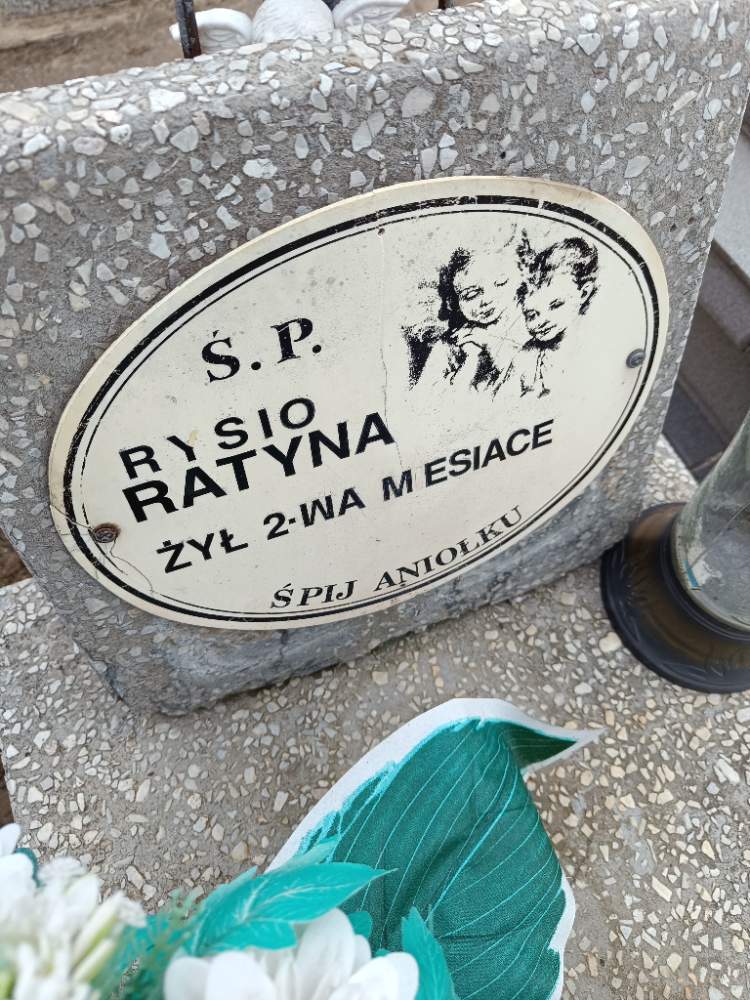 Ś.P.
RYSIO
RATYNA
ŻYŁ 2-WA MIESIACE
ŚPIJ ANIOŁKU